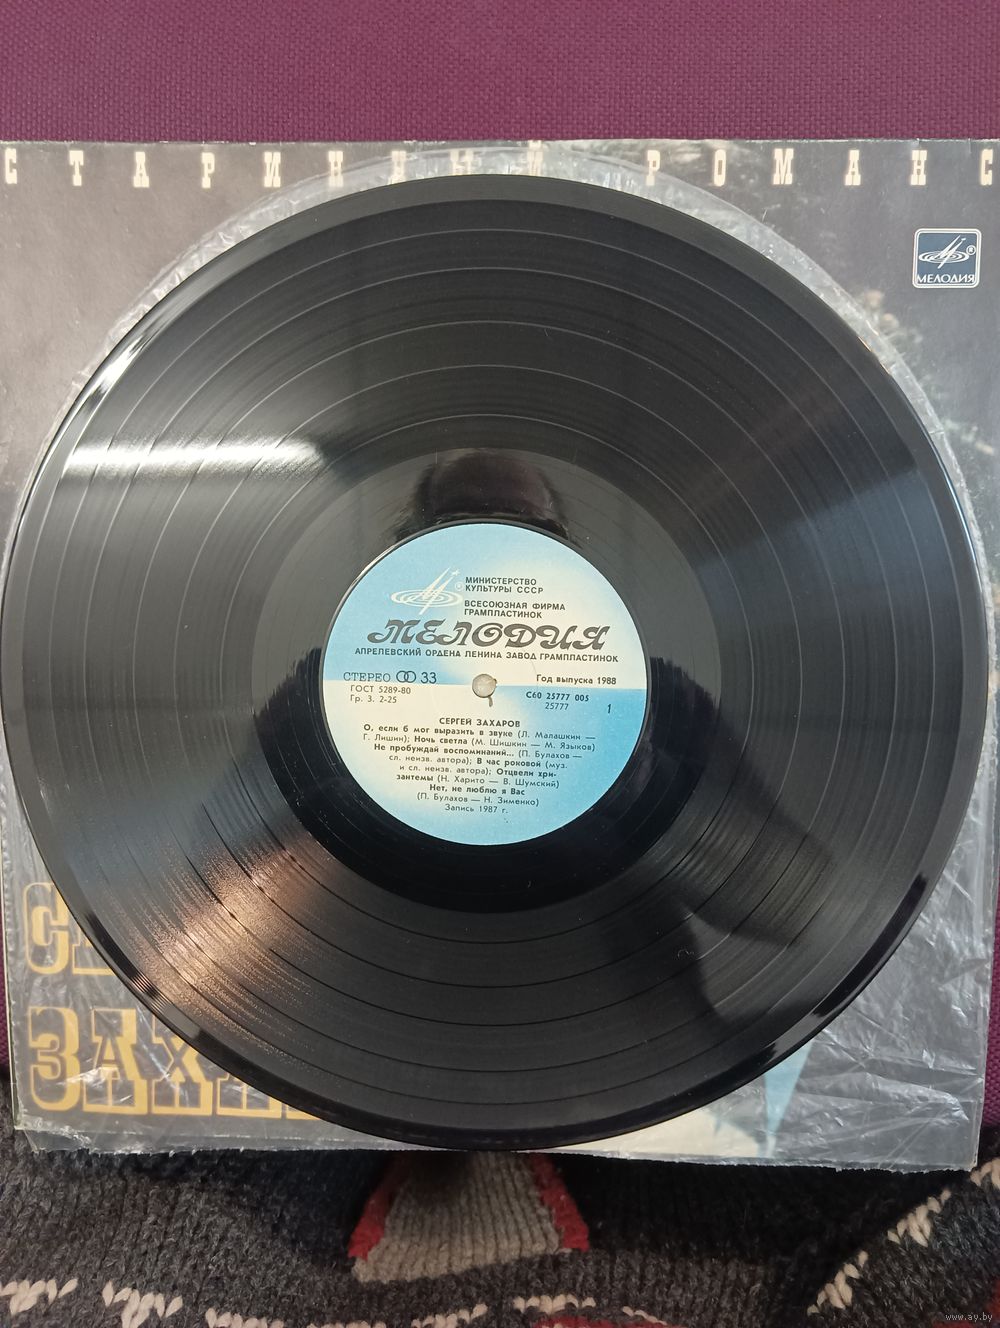 СТАРИННЫЙ РОМАНС
МЕЛОДИЯ
МИНИСТЕРСТВО
КУЛЬТУРЫ СССР
ВСЕСОЮЗНАЯ ФИРМА
ГРАМПЛАСТИНОК
МЕЛОДИЯ
АПРЕЛЕВСКИЙ ОРДЕНА ЛЕНИНА ЗАВОД ГРАМПЛАСТИНОК
СТЕРЕО 33 Год выпуска 1988
ГОСТ 5289-80 С60 25777 005
Гр. 3. 2-25 25777 1
СЕРГЕЙ ЗАХАРОВ
О, если б мог выразить в звуке (Л. Малашкин —
Г. Лишин); Ночь светла (М. Шишкин — М. Языков)
Не пробуждай воспоминаний... (П. Булахов —
сл. неизв. автора); В час роковой (муз.
и сл. неизв. автора); Отцвели хри-
зантемы (Н. Харито — В. Шумский)
Нет, не люблю я Вас
(П. Булахов — Н. Зименко)
Запись 1987 г.
www.ay.by